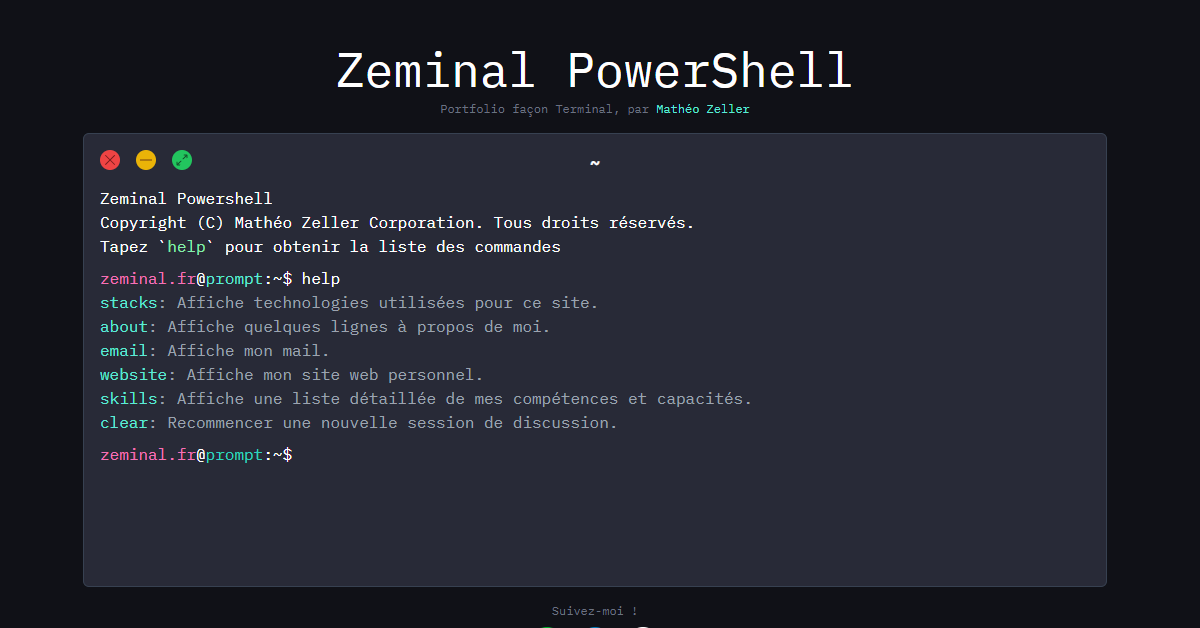 Zeminal PowerShell
Portfolio façon Terminal, par Mathéo Zeller
~
Zeminal Powershell
Copyright (C) Mathéo Zeller Corporation. Tous droits réservés.
Tapez `help` pour obtenir la liste des commandes
zeminal.fr@prompt:~$ help
stacks: Affiche technologies utilisées pour ce site.
about: Affiche quelques lignes à propos de moi.
email: Affiche mon mail.
website: Affiche mon site web personnel.
skills: Affiche une liste détaillée de mes compétences et capacités.
clear: Recommencer une nouvelle session de discussion.
zeminal.fr@prompt:~$
Suivez-moi !